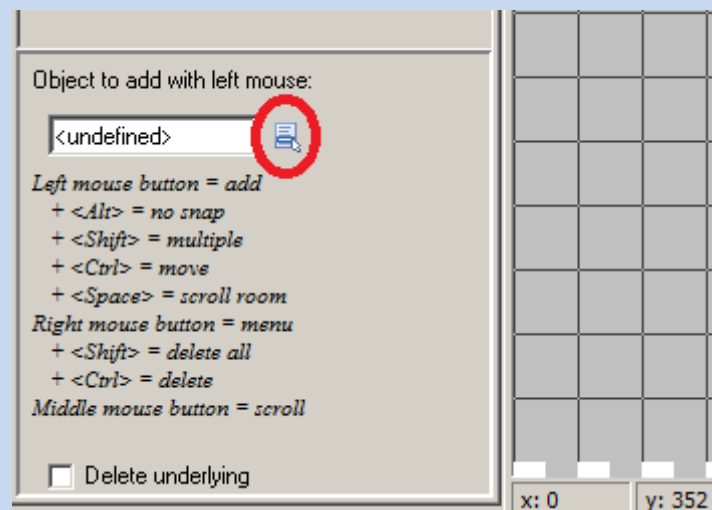 Object to add with left mouse:
<undefined>
Left mouse button = add
+ <Alt> = no snap
+ <Shift> = multiple
+ <Ctrl> = move
+ <Space> = scroll room
Right mouse button = menu
+ <Shift> = delete all
+ <Ctrl> = delete
Middle mouse button = scroll
Delete underlying
x: 0 y: 352